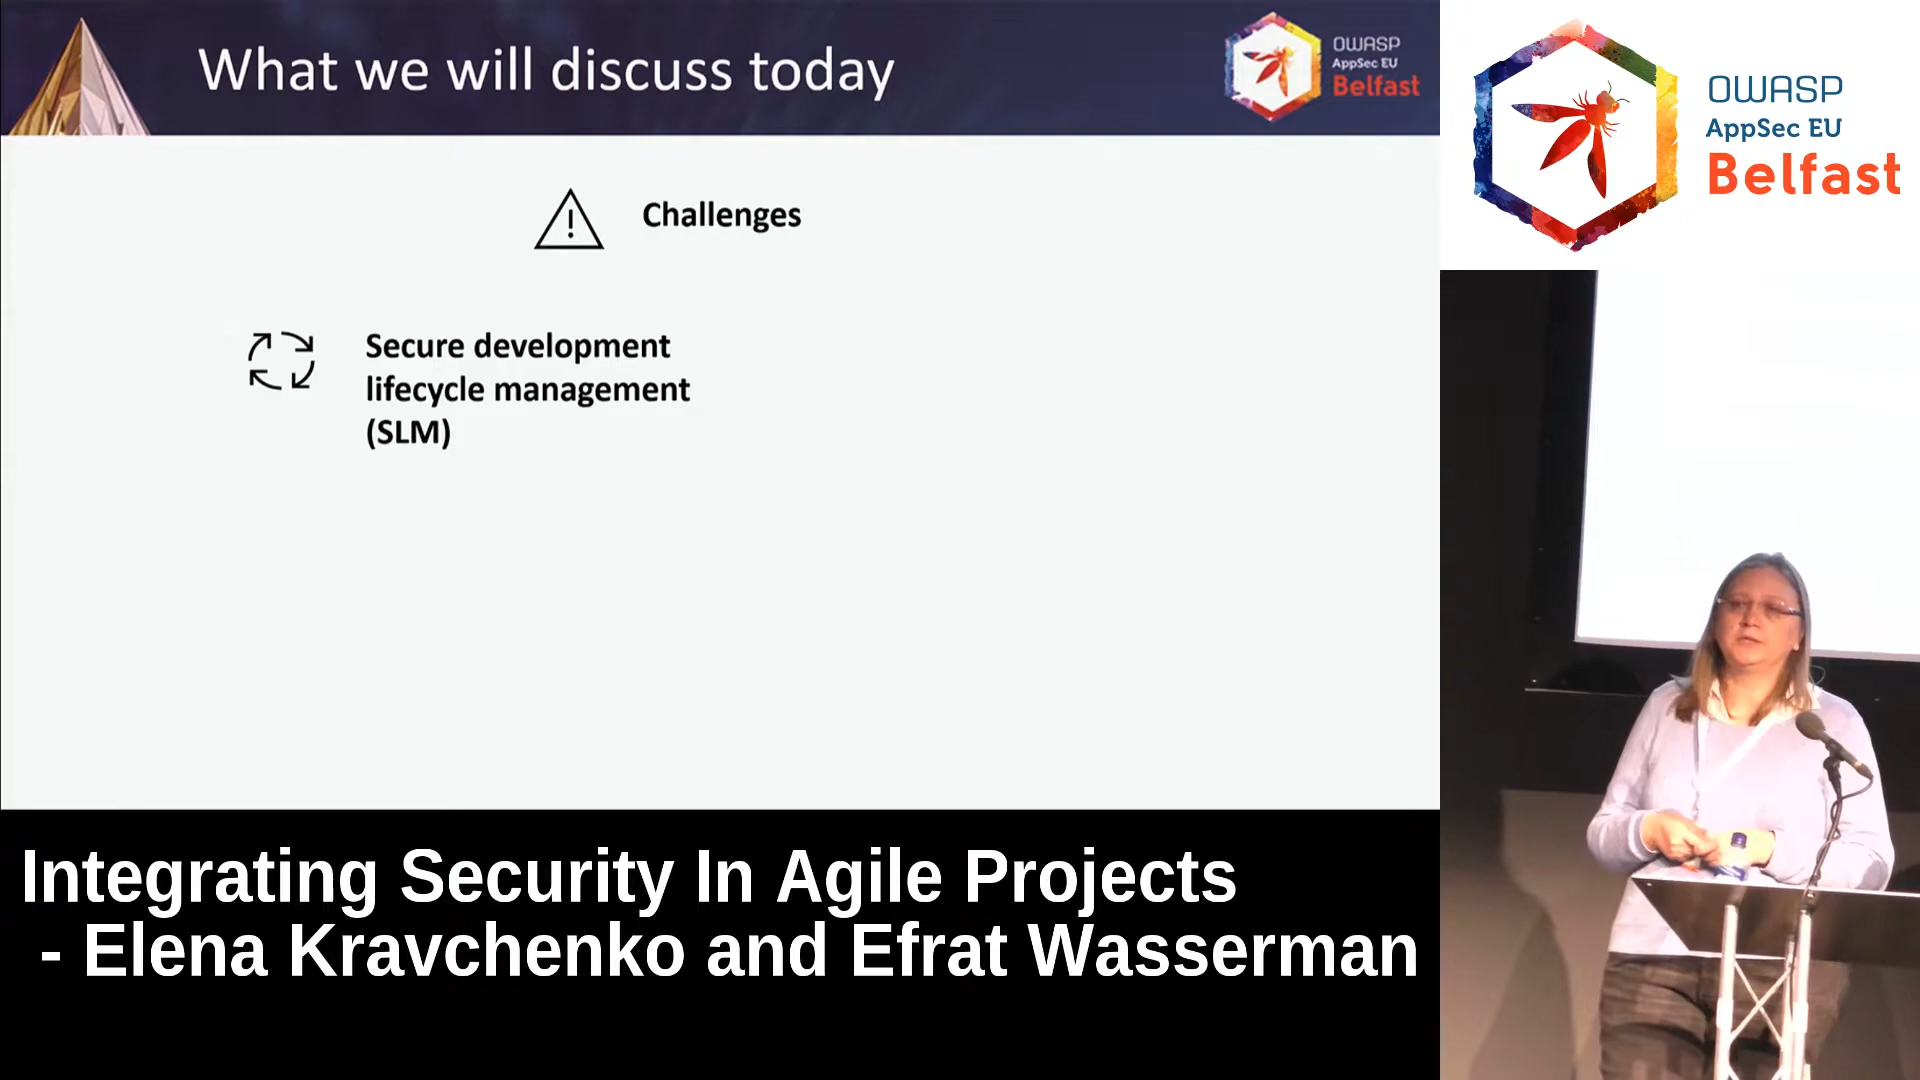 What we will discuss today
OWASP
AppSec EU
Belfast
Challenges
Secure development
lifecycle management
(SLM)
OWASP
AppSec EU
Belfast
Integrating Security In Agile Projects
- Elena Kravchenko and Efrat Wasserman